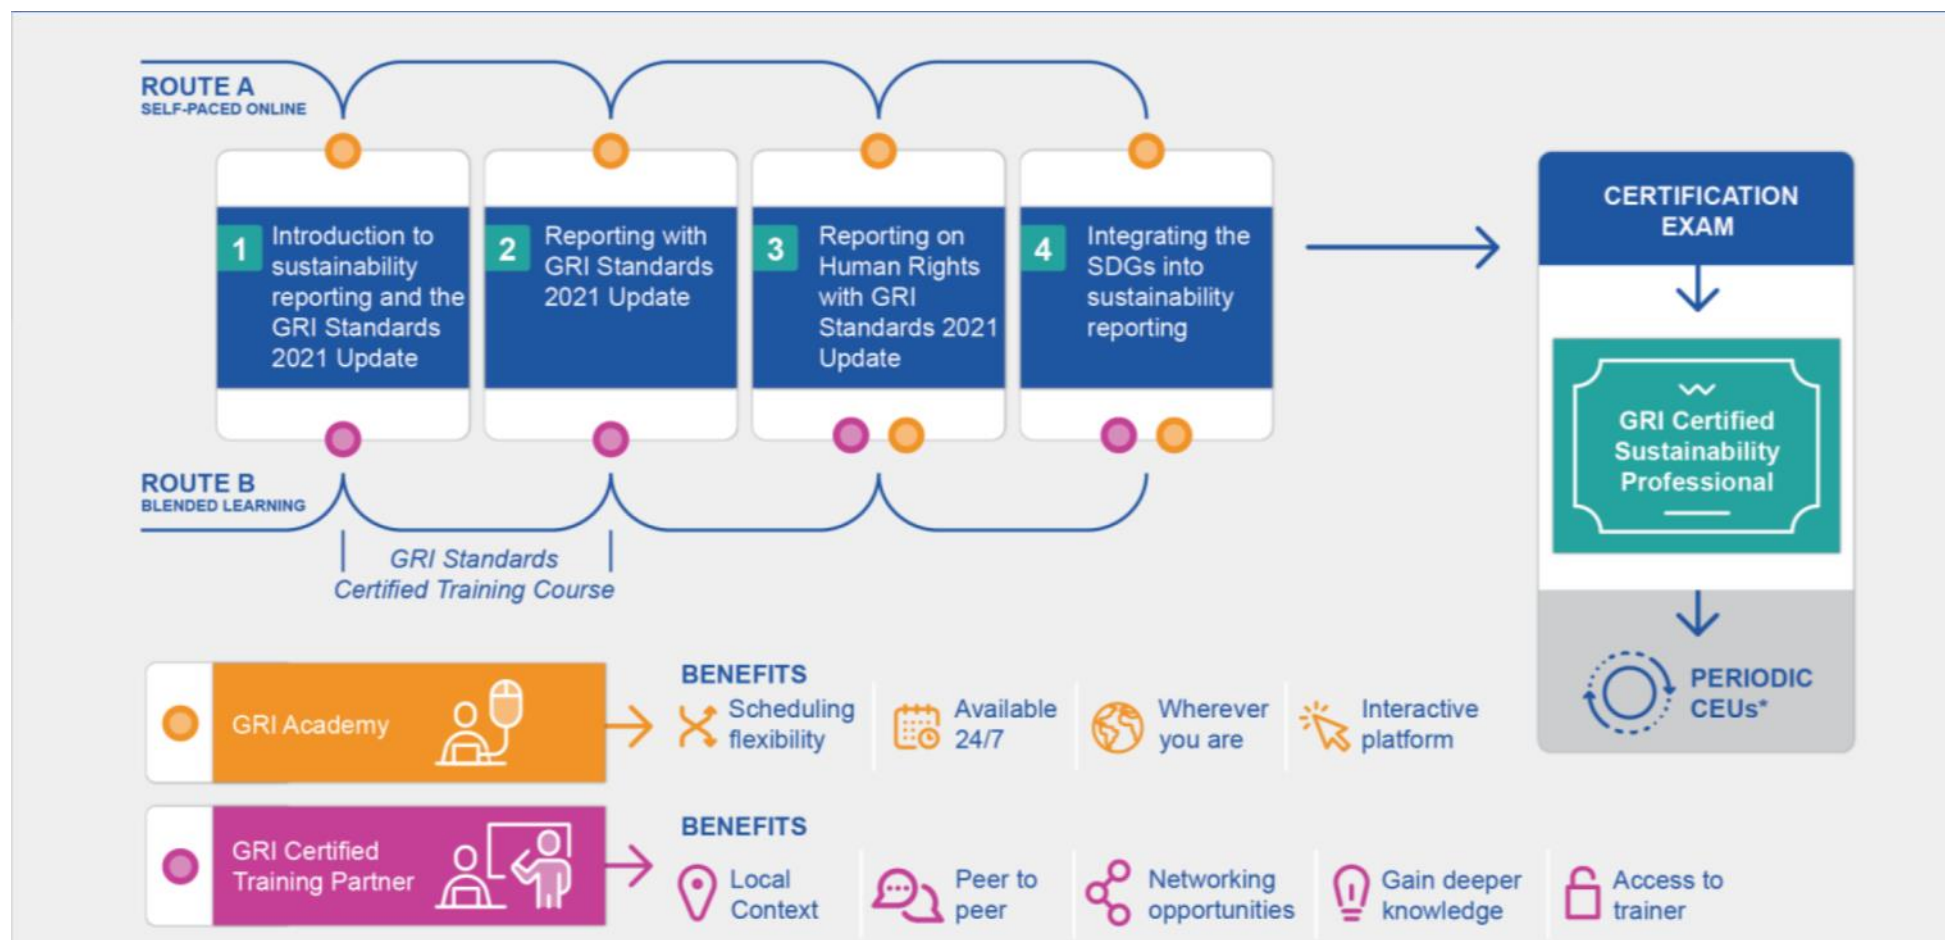 ROUTE A
SELF-PACED ONLINE
1
Introduction to
sustainability
reporting and the
GRI Standards
2021 Update
2
Reporting with
GRI Standards
2021 Update
3
Reporting on
Human Rights
with GRI
Standards 2021
Update
4
Integrating the
SDGs into
sustainability
reporting
ROUTE B
BLENDED LEARNING
GRI Standards
Certified Training Course
CERTIFICATION
EXAM
GRI Certified
Sustainability
Professional
PERIODIC
CEUs*
GRI Academy
BENEFITS
Scheduling
flexibility
Available
24/7
Wherever
you are
Interactive
platform
GRI Certified
Training Partner
BENEFITS
Local
Context
Peer to
peer
Networking
opportunities
Gain deeper
knowledge
Access to
trainer